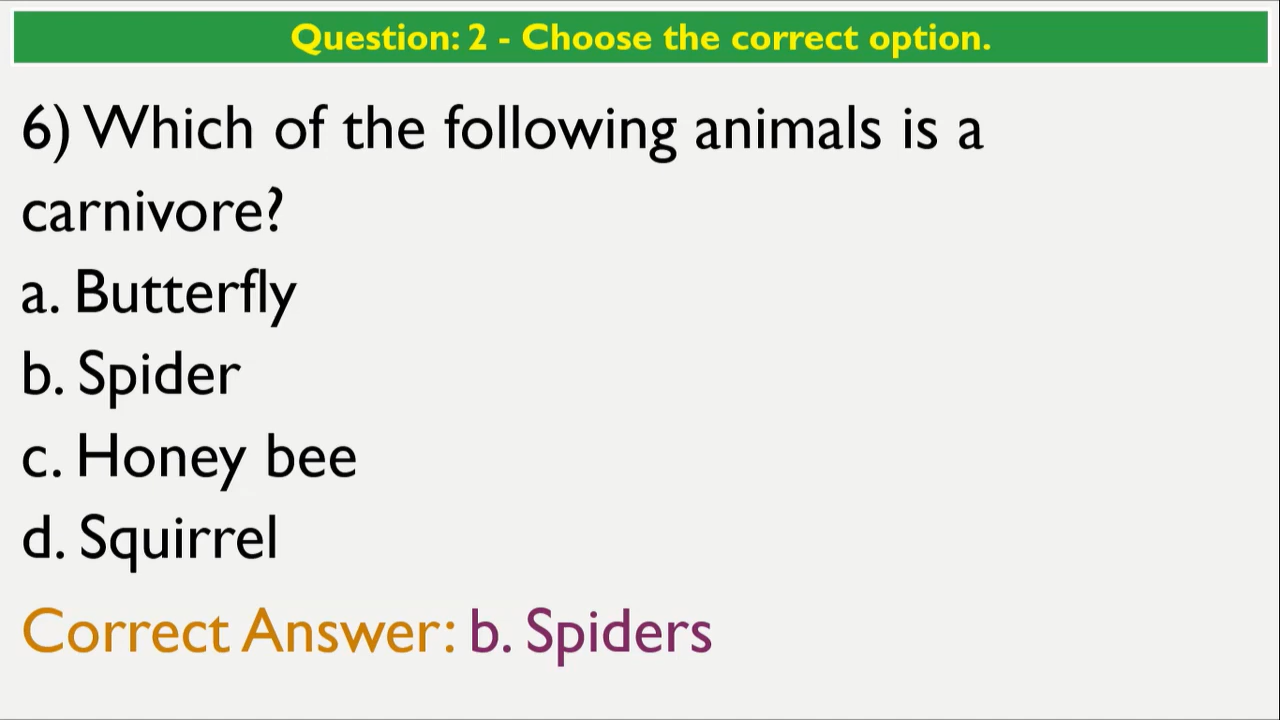 Question: 2 - Choose the correct option.
6) Which of the following animals is a
carnivore?
a. Butterfly
b. Spider
c. Honey bee
d. Squirrel
Correct Answer: b. Spiders